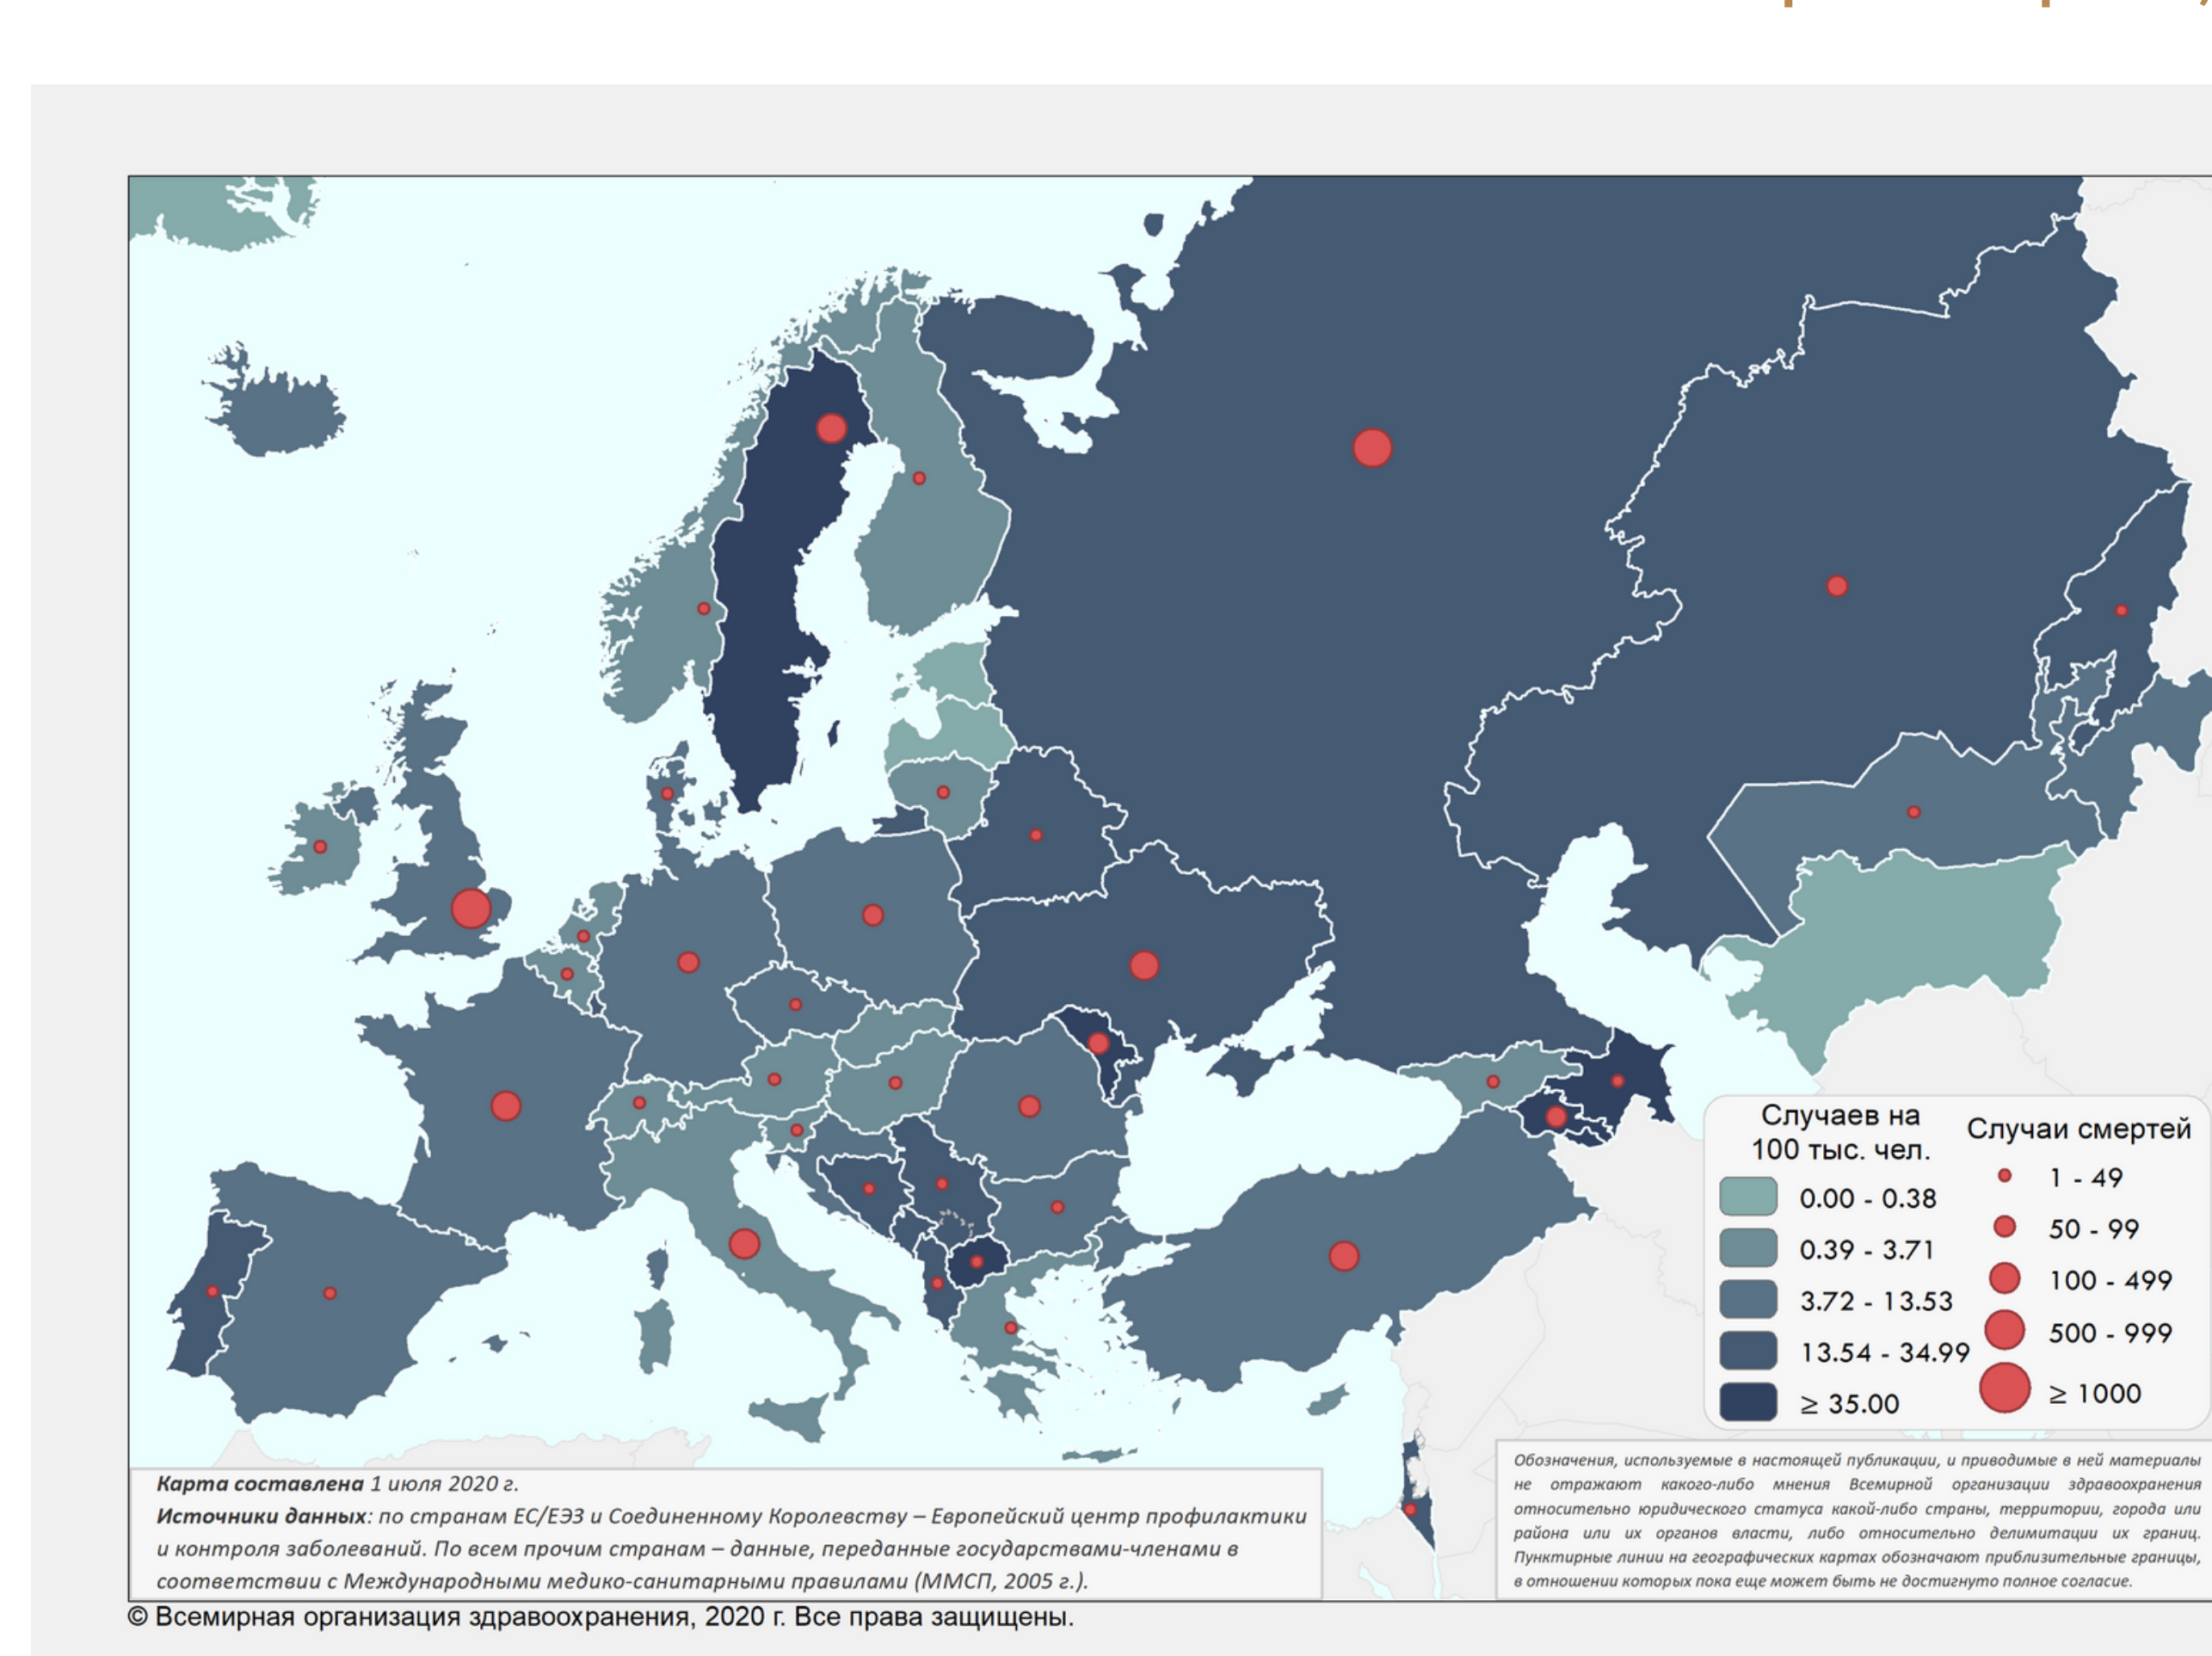 Случаев на
100 тыс. чел.
0.00 - 0.38
0.39 - 3.71
3.72 - 13.53
13.54 - 34.99
≥ 35.00
Случаи смертей
1 - 49
50 - 99
100 - 499
500 - 999
≥ 1000
Карта составлена 1 июля 2020 г.
Источники данных: по странам ЕС/ЕЭЗ и Соединенному Королевству – Европейский центр профилактики
и контроля заболеваний. По всем прочим странам – данные, переданные государствами-членами в
соответствии с Международными медико-санитарными правилами (ММСП, 2005 г.).
Обозначения, используемые в настоящей публикации, и приводимые в ней материалы
не отражают какого-либо мнения Всемирной организации здравоохранения
относительно юридического статуса какой-либо страны, территории, города или
района или их органов власти, либо относительно делимитации их границ.
Пунктирные линии на географических картах обозначают приблизительные границы,
в отношении которых пока еще может быть не достигнуто полное согласие.
© Всемирная организация здравоохранения, 2020 г. Все права защищены.